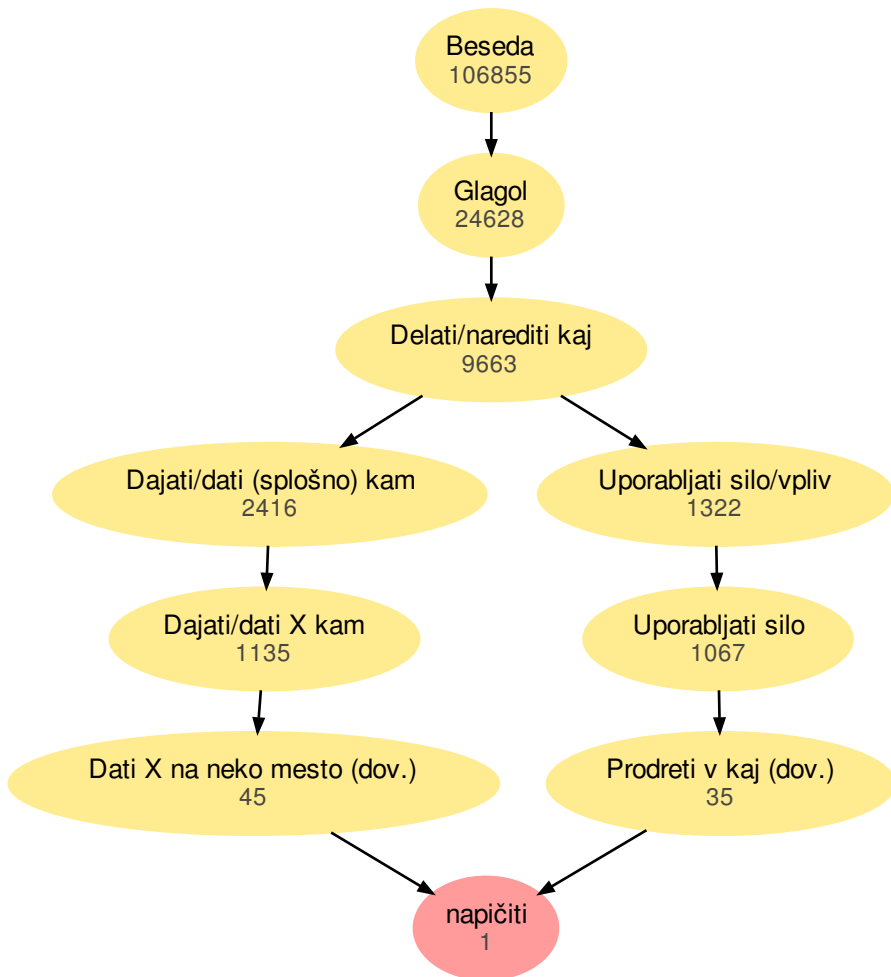 Beseda
106855
Glagol
24628
Delati/narediti kaj
9663
Dajati/dati (splošno) kam
2416
Uporabljati silo/vpliv
1322
Dajati/dati X kam
1135
Uporabljati silo
1067
Dati X na neko mesto (dov.)
45
Prodreti v kaj (dov.)
35
napičiti
1